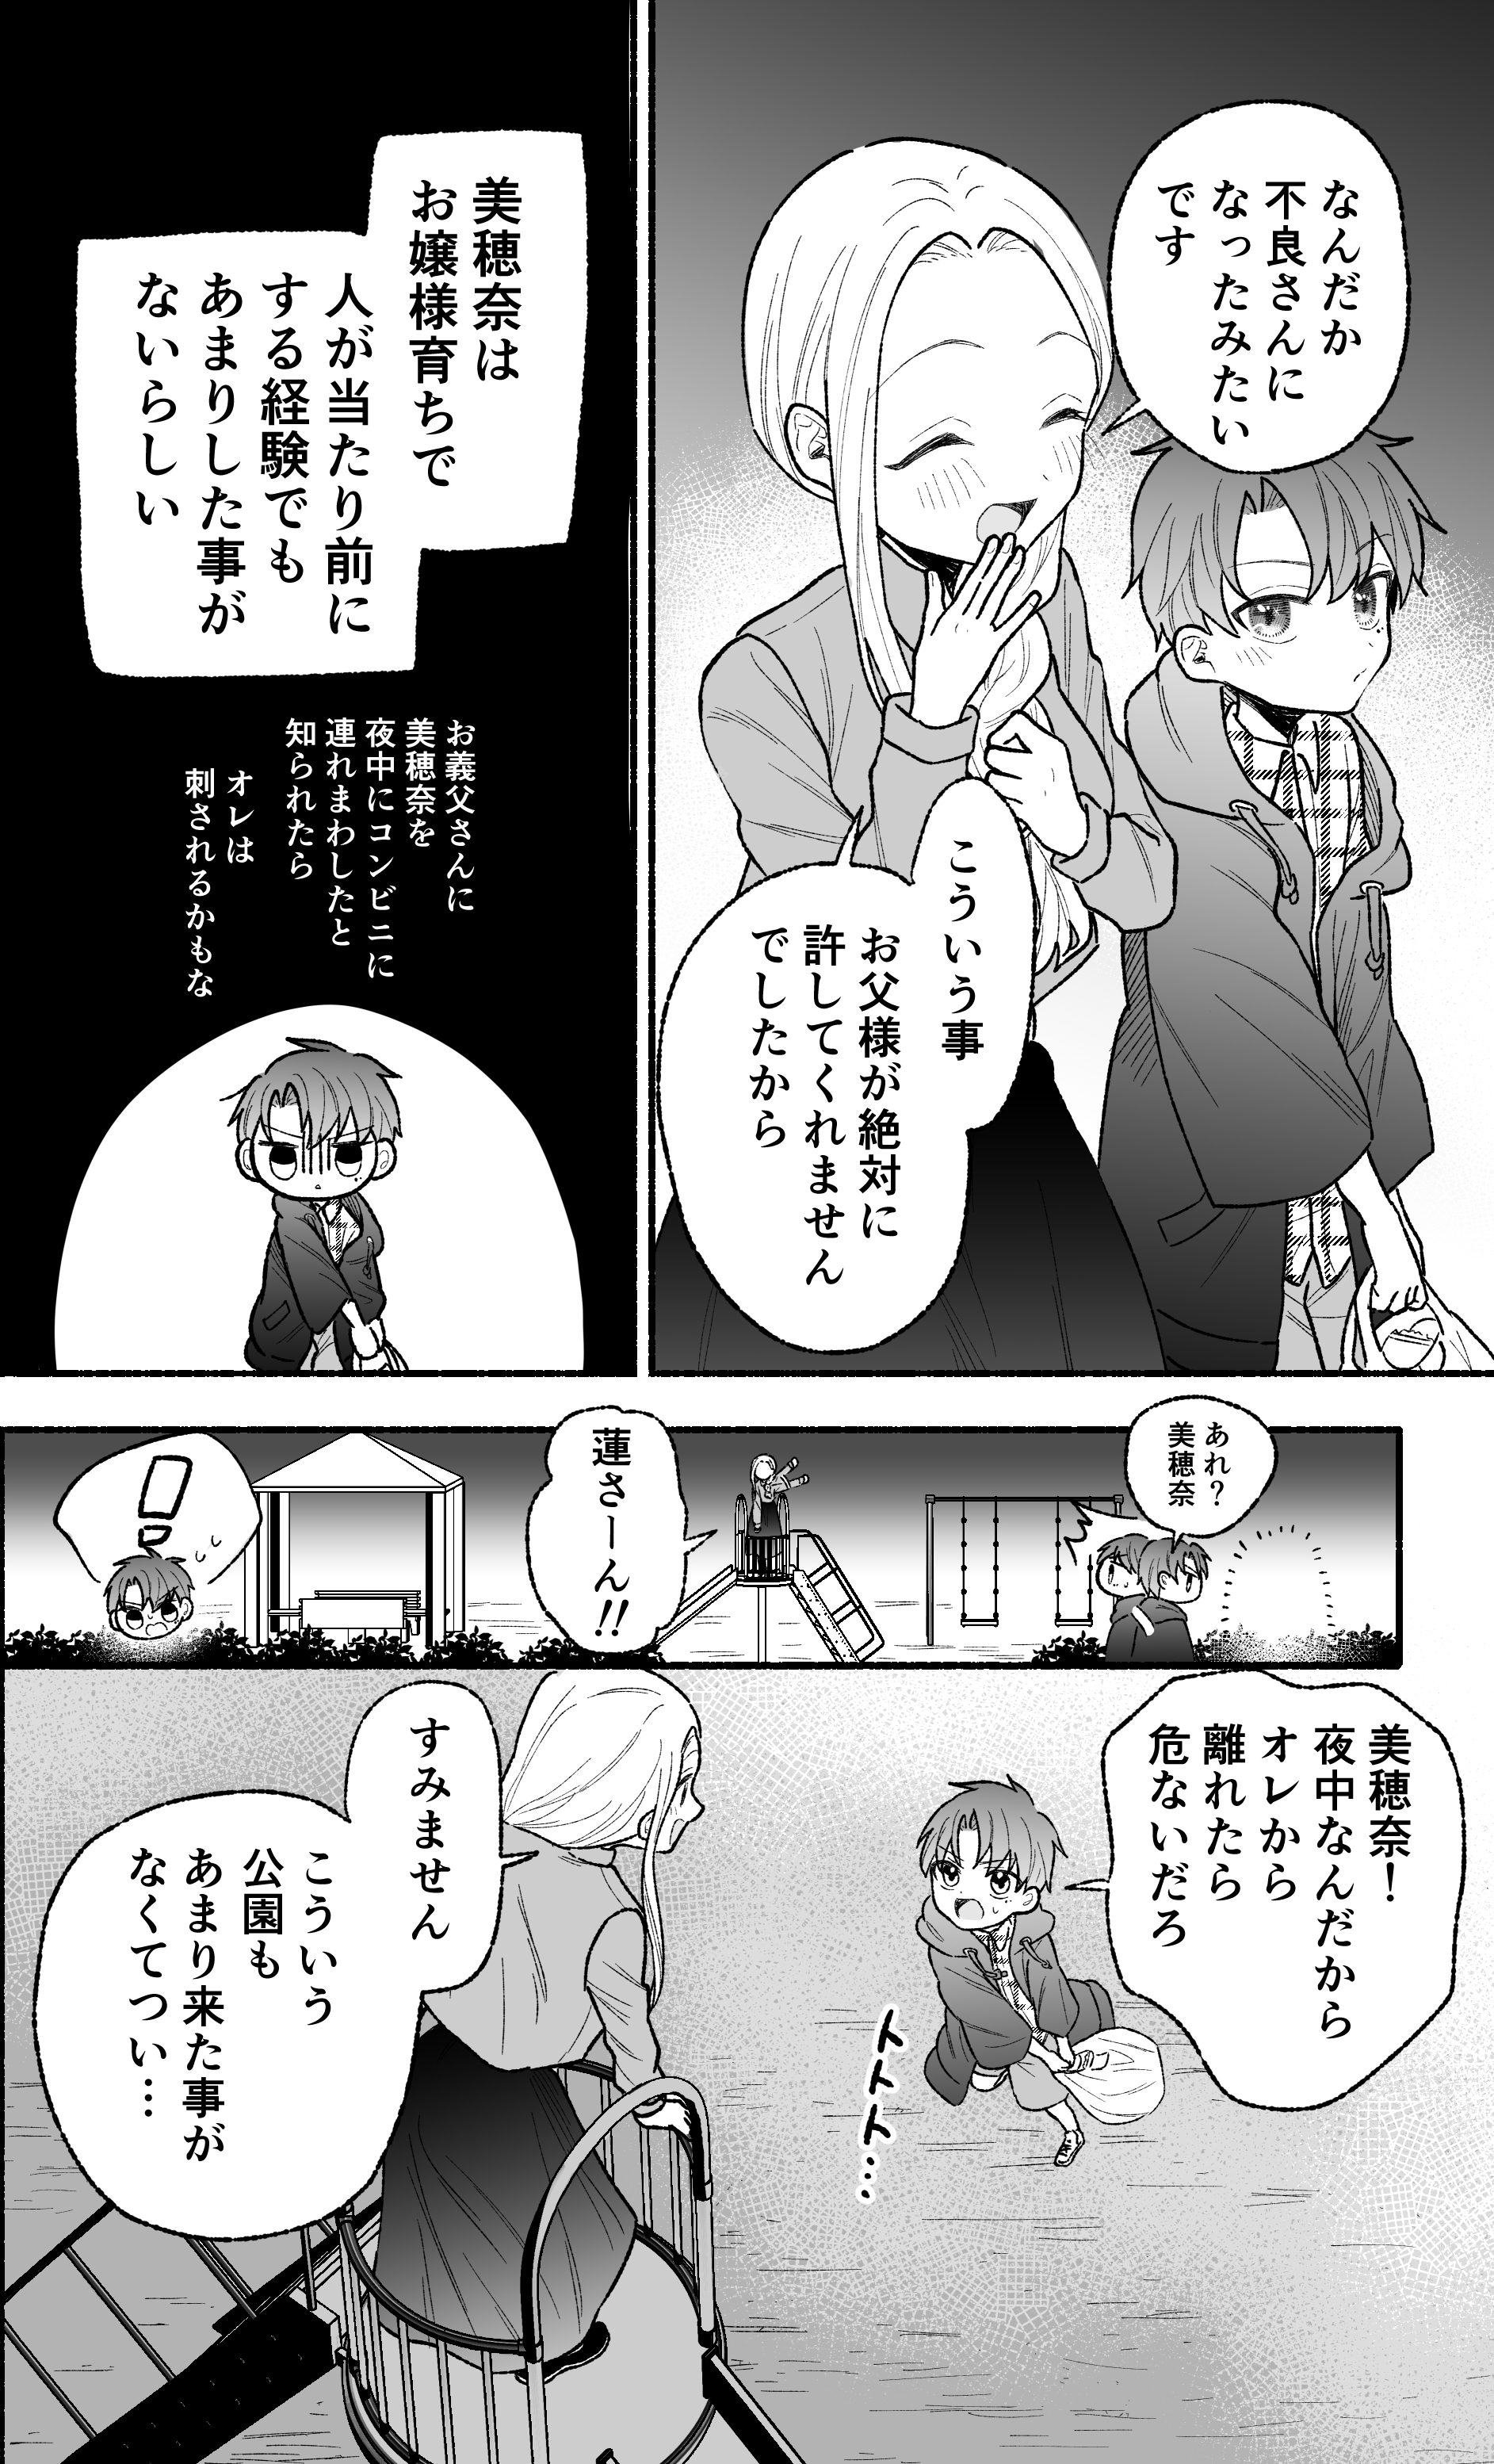 なんだか
不良さんに
なったみたい
です
こういう事
お父様が絶対に
許してくれません
でしたから
美穂奈は
お嬢様育ちで
人が当たり前に
する経験でも
あまりした事が
ないらしい
お義父さんに
美穂奈を
夜中にコンビニに
連れまわしたと
知られたら
オレは
刺されるかもな
あれ？
美穂奈
蓮さーん!!
!
美穂奈！
夜中なんだから
オレから
離れたら
危ないだろ
トトト…
すみません
こういう
公園も
あまり来た事が
なくてつい…